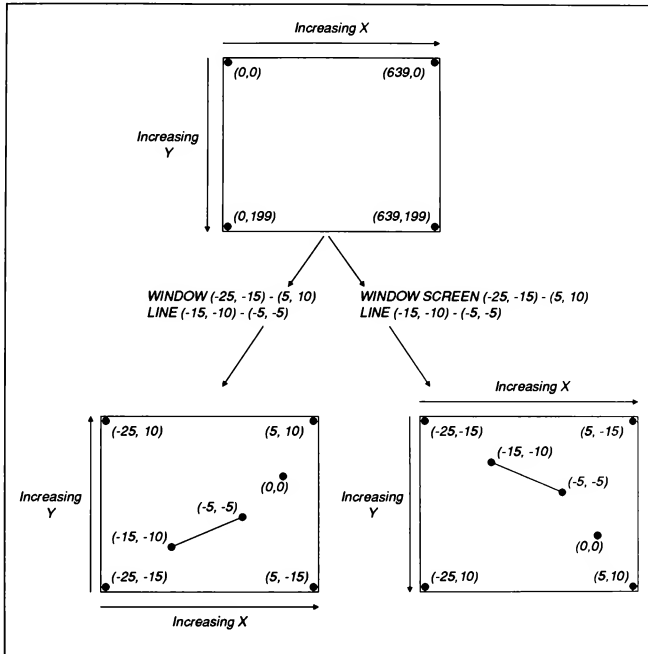 Increasing X
(0,0) (639,0)
Increasing
Y
(0,199) (639,199)
WINDOW (-25, -15) - (5, 10)
LINE (-15, -10) - (-5, -5)
WINDOW SCREEN (-25, -15) - (5, 10)
LINE (-15, -10) - (-5, -5)
(-25, 10) (5, 10)
(0,0)
(-5, -5)
Increasing
Y
(-15, -10)
(-25, -15) (5, -15)
Increasing X
Increasing X
(-25,-15) (5, -15)
(-15, -10)
(-5, -5)
Increasing
Y
(0,0)
(-25,10) (5,10)